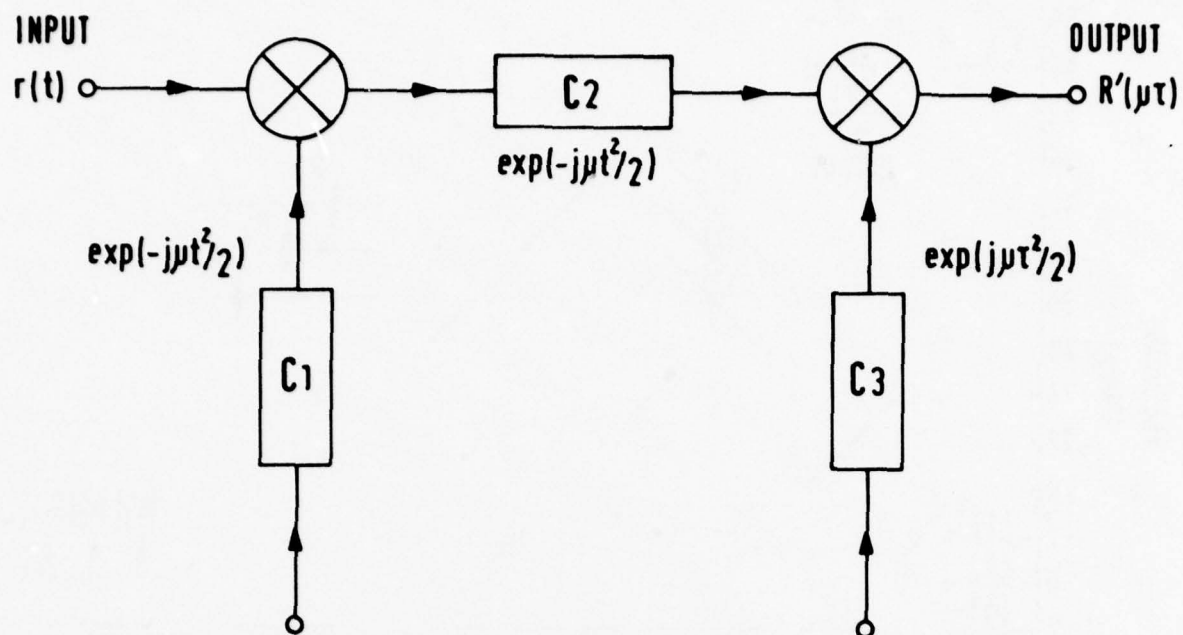 INPUT
r(t)
C2
exp(-jμt²/2)
OUTPUT
R'(μτ)
exp(-jμt²/2)
exp(jμτ²/2)
C1
C3